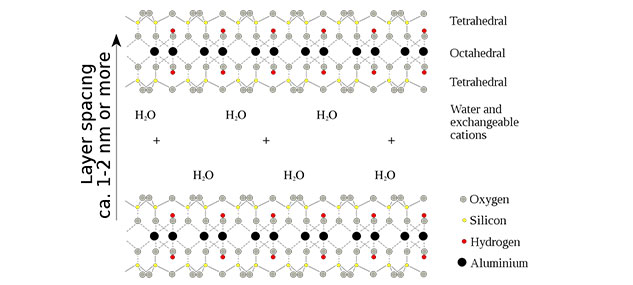 Tetrahedral
Octahedral
Tetrahedral
Layer spacing
ca. 1-2 nm or more
H₂O H₂O H₂O
Water and
exchangeable
cations
+ + +
H₂O H₂O H₂O
Oxygen
Silicon
Hydrogen
Aluminium